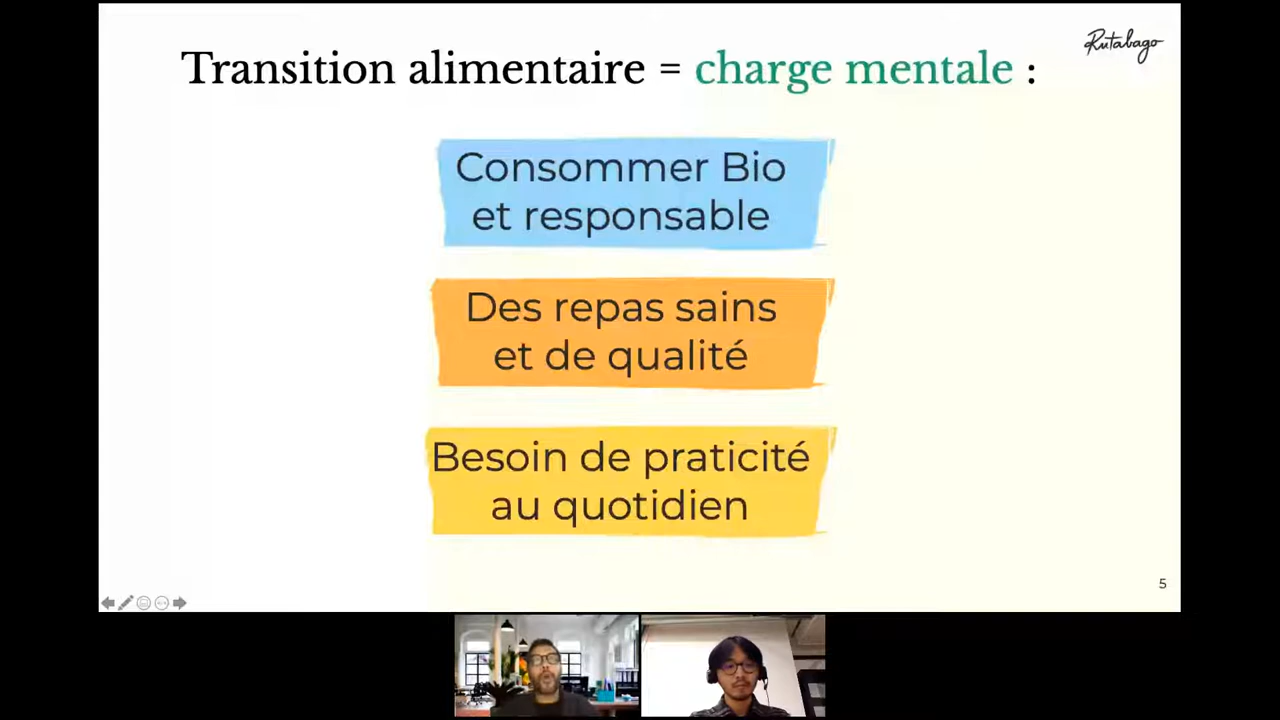 Rutabago
Transition alimentaire = charge mentale :
Consommer Bio
et responsable
Des repas sains
et de qualité
Besoin de praticité
au quotidien
5